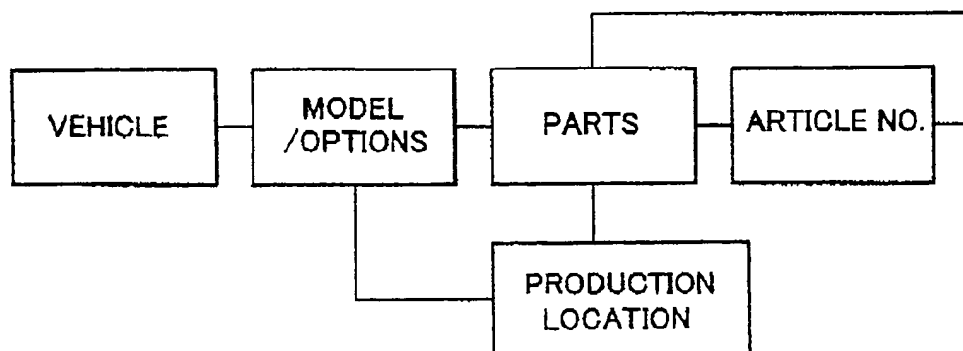 VEHICLE
MODEL
/OPTIONS
PARTS
ARTICLE NO.
PRODUCTION
LOCATION